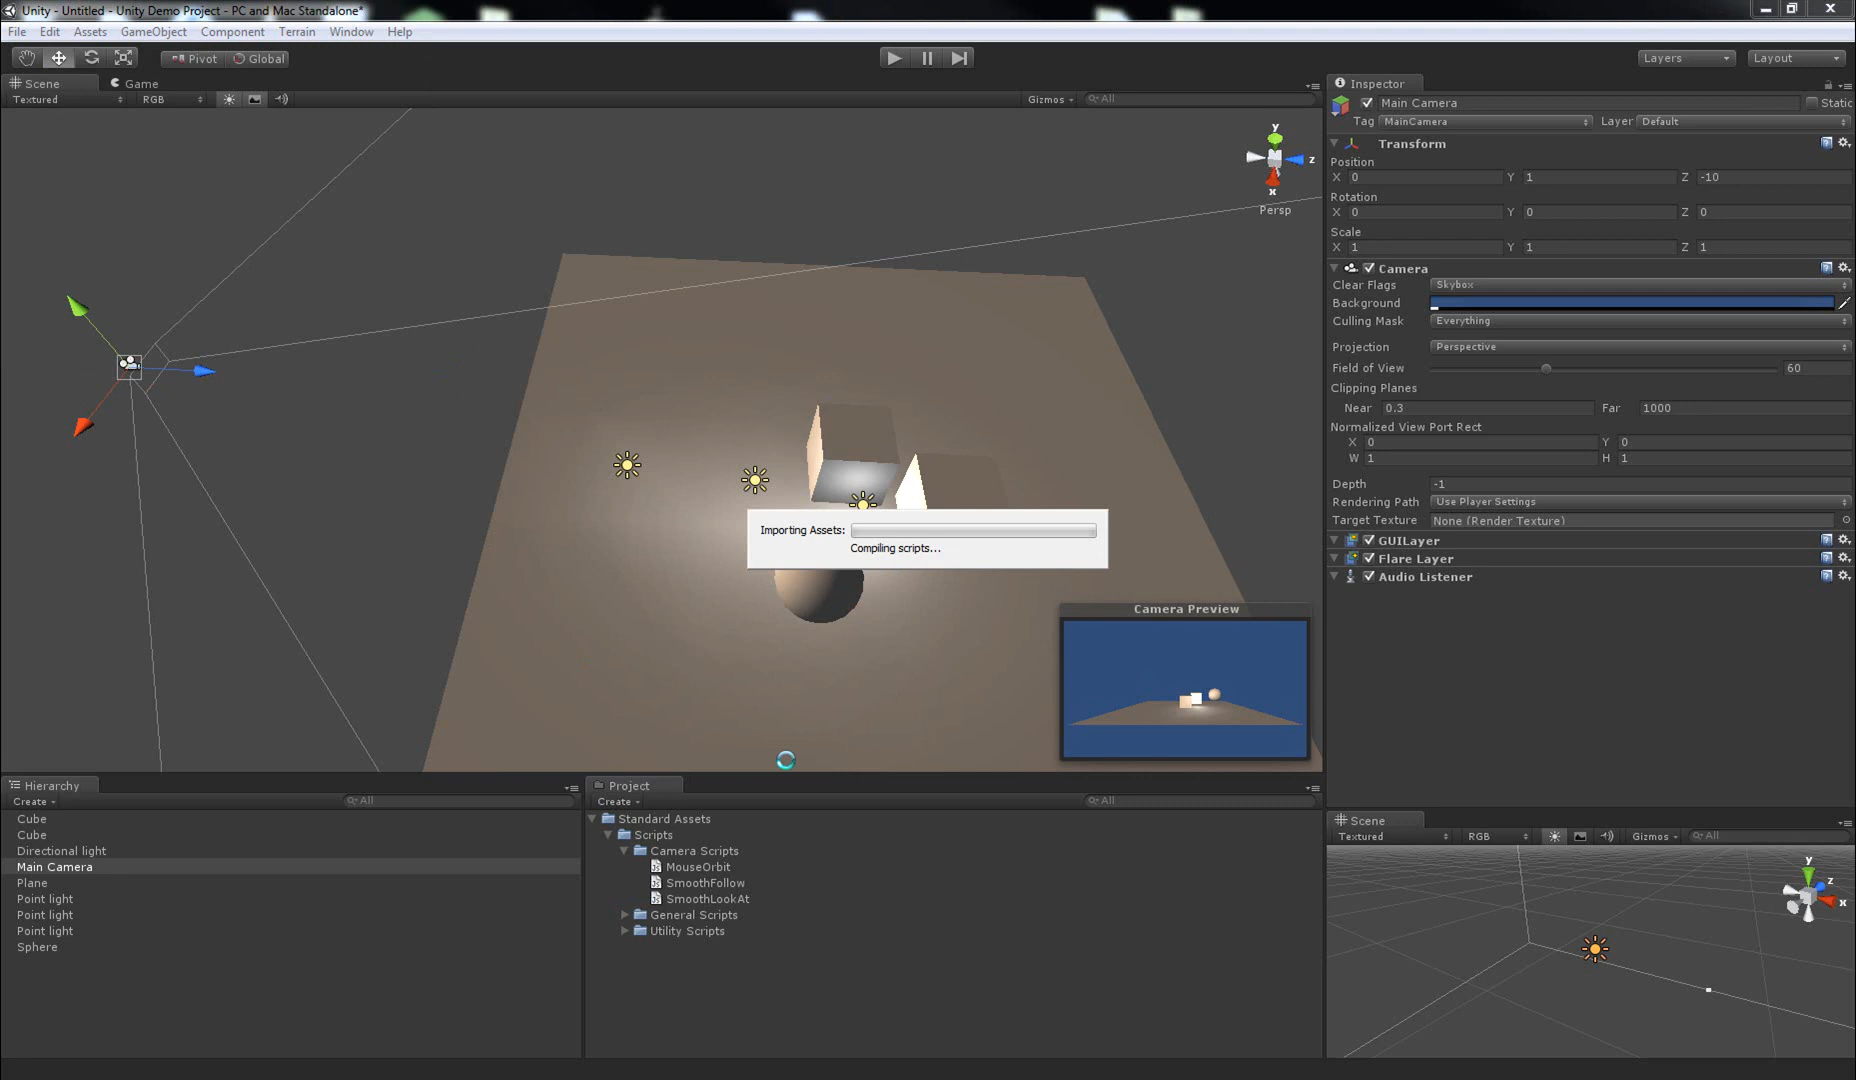 Unity - Untitled - Unity Demo Project - PC and Mac Standalone*
File Edit Assets GameObject Component Terrain Window Help
Pivot Global Layers Layout
Scene Game
Textured RGB Gizmos All
y
z
x
Persp
Inspector
Main Camera Static
Tag MainCamera Layer Default
Transform
Position
X 0 Y 1 Z -10
Rotation
X 0 Y 0 Z 0
Scale
X 1 Y 1 Z 1
Camera
Clear Flags Skybox
Background
Culling Mask Everything
Projection Perspective
Field of View 60
Clipping Planes
Near 0.3 Far 1000
Normalized View Port Rect
X 0 Y 0
W 1 H 1
Depth -1
Rendering Path Use Player Settings
Target Texture None (Render Texture)
GUILayer
Flare Layer
Audio Listener
Importing Assets:
Compiling scripts...
Camera Preview
Hierarchy
Create All
Cube
Cube
Directional light
Main Camera
Plane
Point light
Point light
Point light
Sphere
Project
Create All
Standard Assets
Scripts
Camera Scripts
MouseOrbit
SmoothFollow
SmoothLookAt
General Scripts
Utility Scripts
Scene
Textured RGB Gizmos All
y
z
x